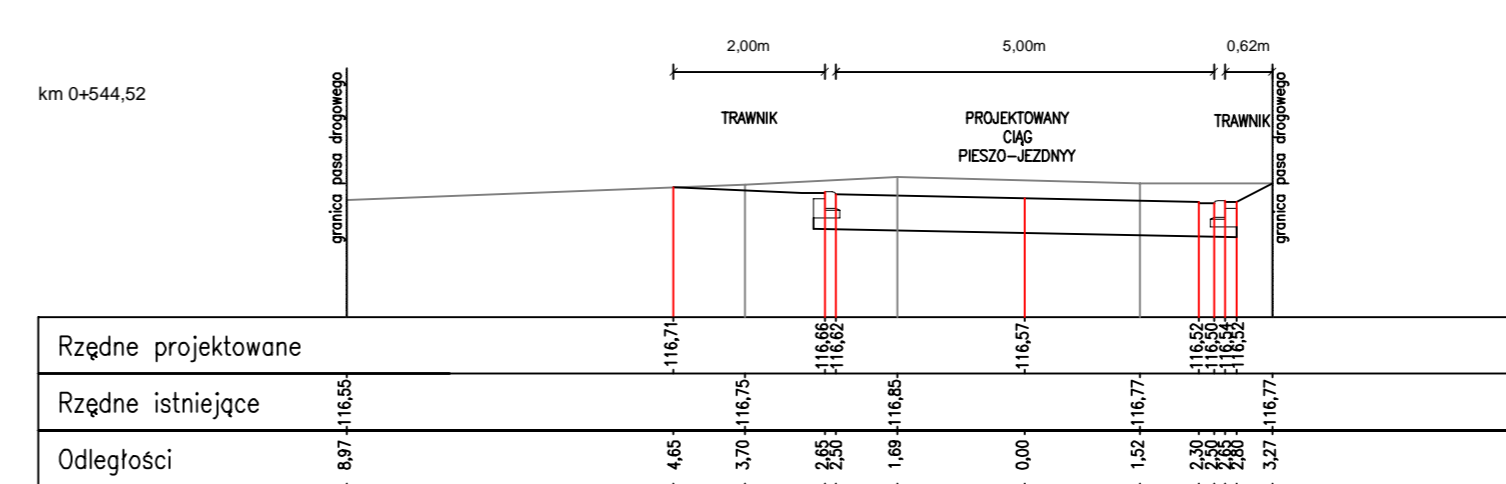 2,00m 5,00m 0,62m
km 0+544,52
granica pasa drogowego
granica pasa drogowego
TRAWNIK
PROJEKTOWANY
CIĄG
PIESZO-JEZDNYY
TRAWNIK
Rzędne projektowane 116,71 116,66 116,62 116,57 116,52 116,50 116,54 116,52
Rzędne istniejące 116,55 116,75 116,85 116,77 116,77
Odległości 8,97 4,65 3,70 2,65 2,50 1,69 0,00 1,52 2,30 2,50 2,65 2,80 3,27